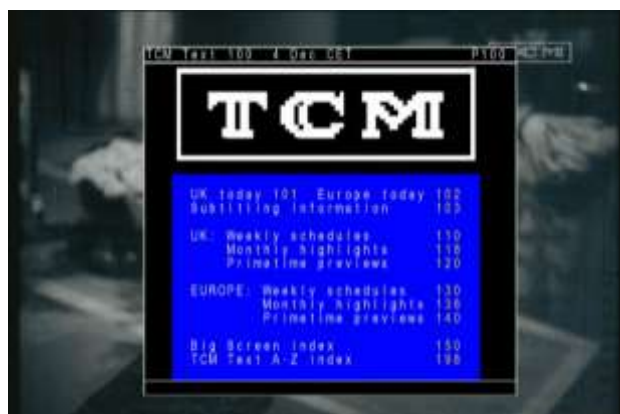 TCM Text 100 4 Dec CET P100
TCM
UK today 101 Europe today 102
Subtitling information 103
UK: Weekly schedules 110
Monthly highlights 116
Primetime previews 120
EUROPE: Weekly schedules 130
Monthly highlights 136
Primetime previews 140
Big Screen Index 150
TCM Text A-Z index 198